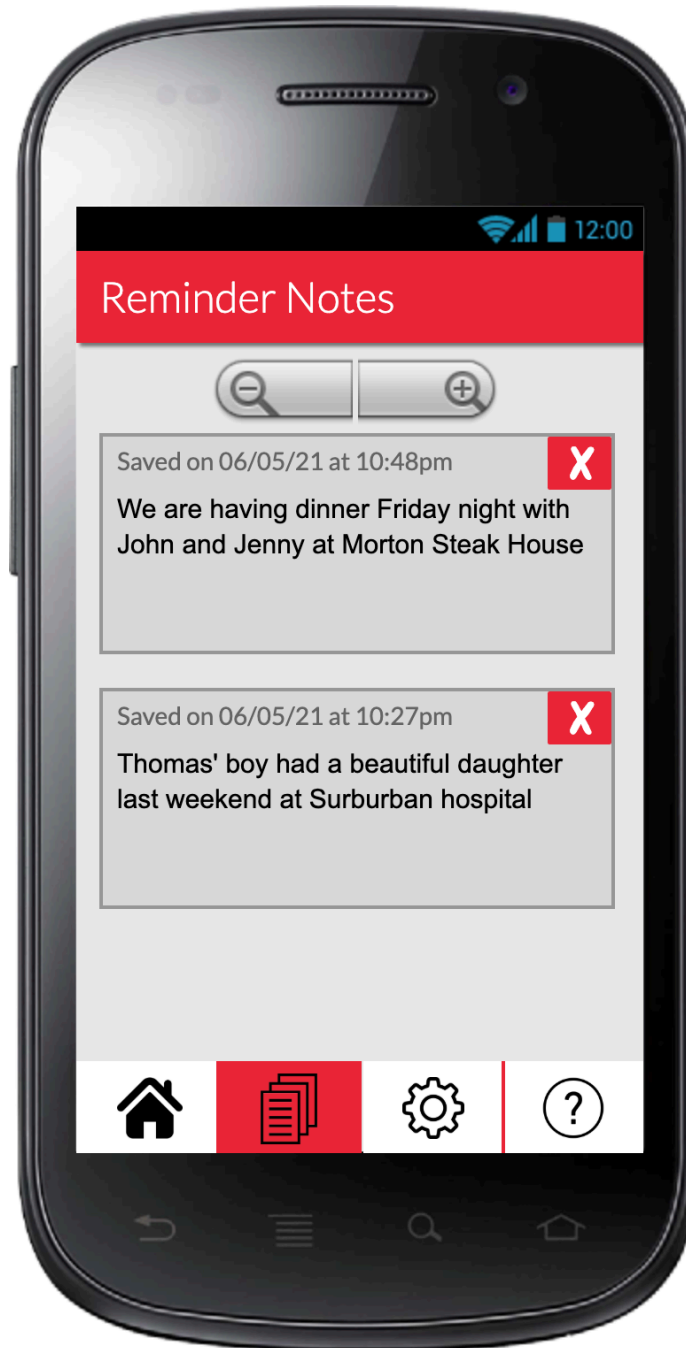 12:00
Reminder Notes
Saved on 06/05/21 at 10:48pm
X
We are having dinner Friday night with
John and Jenny at Morton Steak House
Saved on 06/05/21 at 10:27pm
X
Thomas' boy had a beautiful daughter
last weekend at Surburban hospital
?